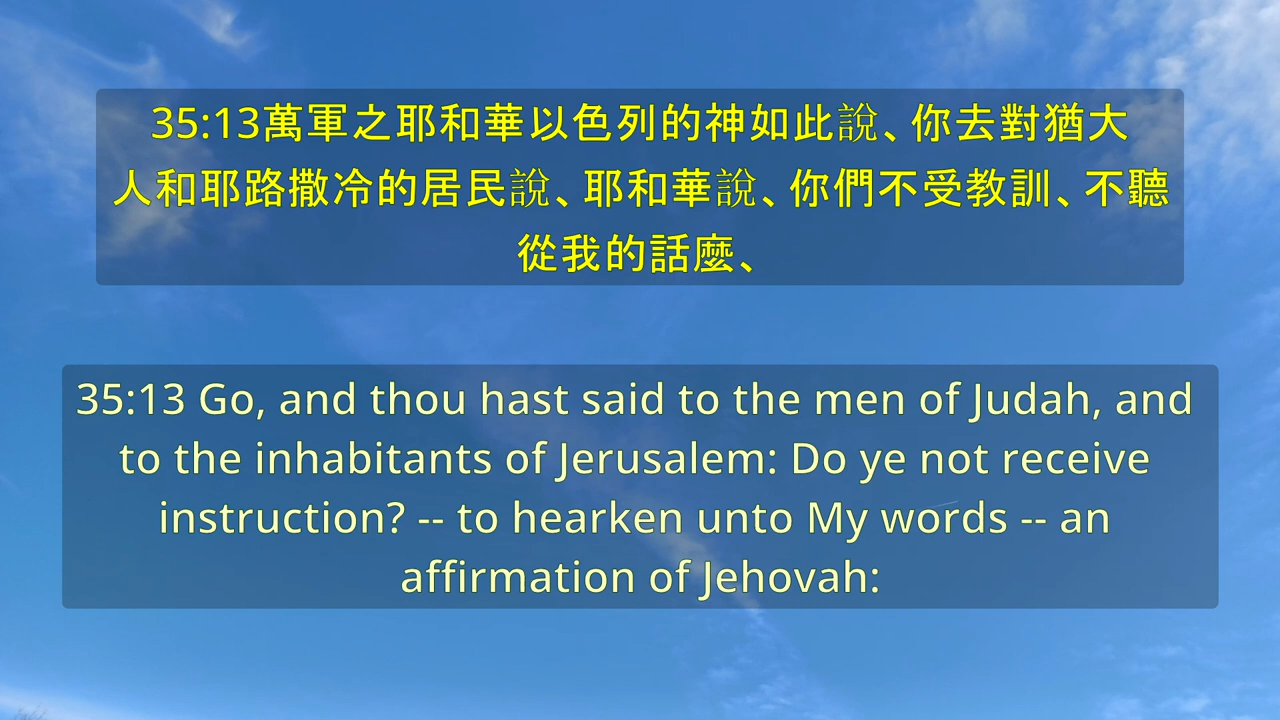 35:13萬軍之耶和華以色列的神如此說、你去對猶大
人和耶路撒冷的居民說、耶和華說、你們不受教訓、不聽
從我的話麼、
35:13 Go, and thou hast said to the men of Judah, and
to the inhabitants of Jerusalem: Do ye not receive
instruction? -- to hearken unto My words -- an
affirmation of Jehovah: